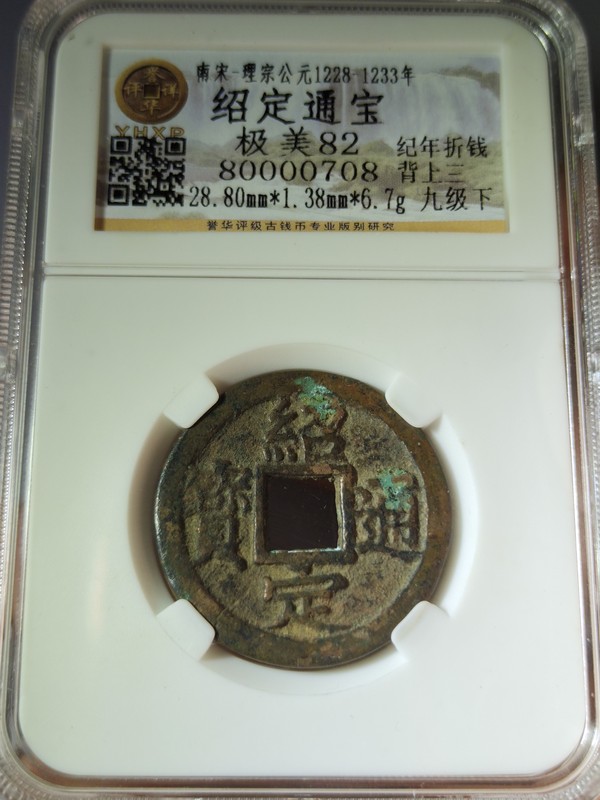 南宋-理宗公元1228-1233年
绍定通宝
极美82 纪年折钱
80000708 背上三
28.80mm*1.38mm*6.7g 九级下
YHXP
誉华评级古钱币专业版别研究
紹
寳 通
定